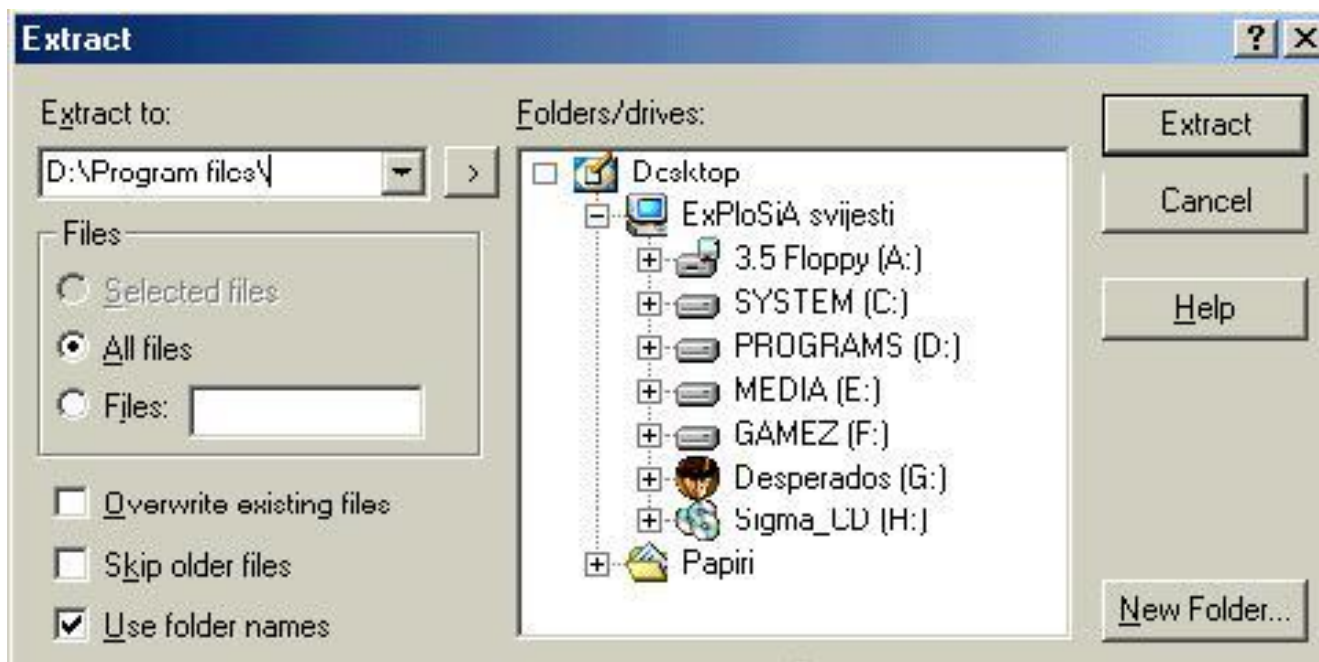 Extract
Extract to:
D:\Program files\
>
Files
Selected files
All files
Files:
Overwrite existing files
Skip older files
Use folder names
Folders/drives:
Desktop
ExPloSiA svijesti
3.5 Floppy (A:)
SYSTEM (C:)
PROGRAMS (D:)
MEDIA (E:)
GAMEZ (F:)
Desperados (G:)
Sigma_CD (H:)
Papiri
Extract
Cancel
Help
New Folder...